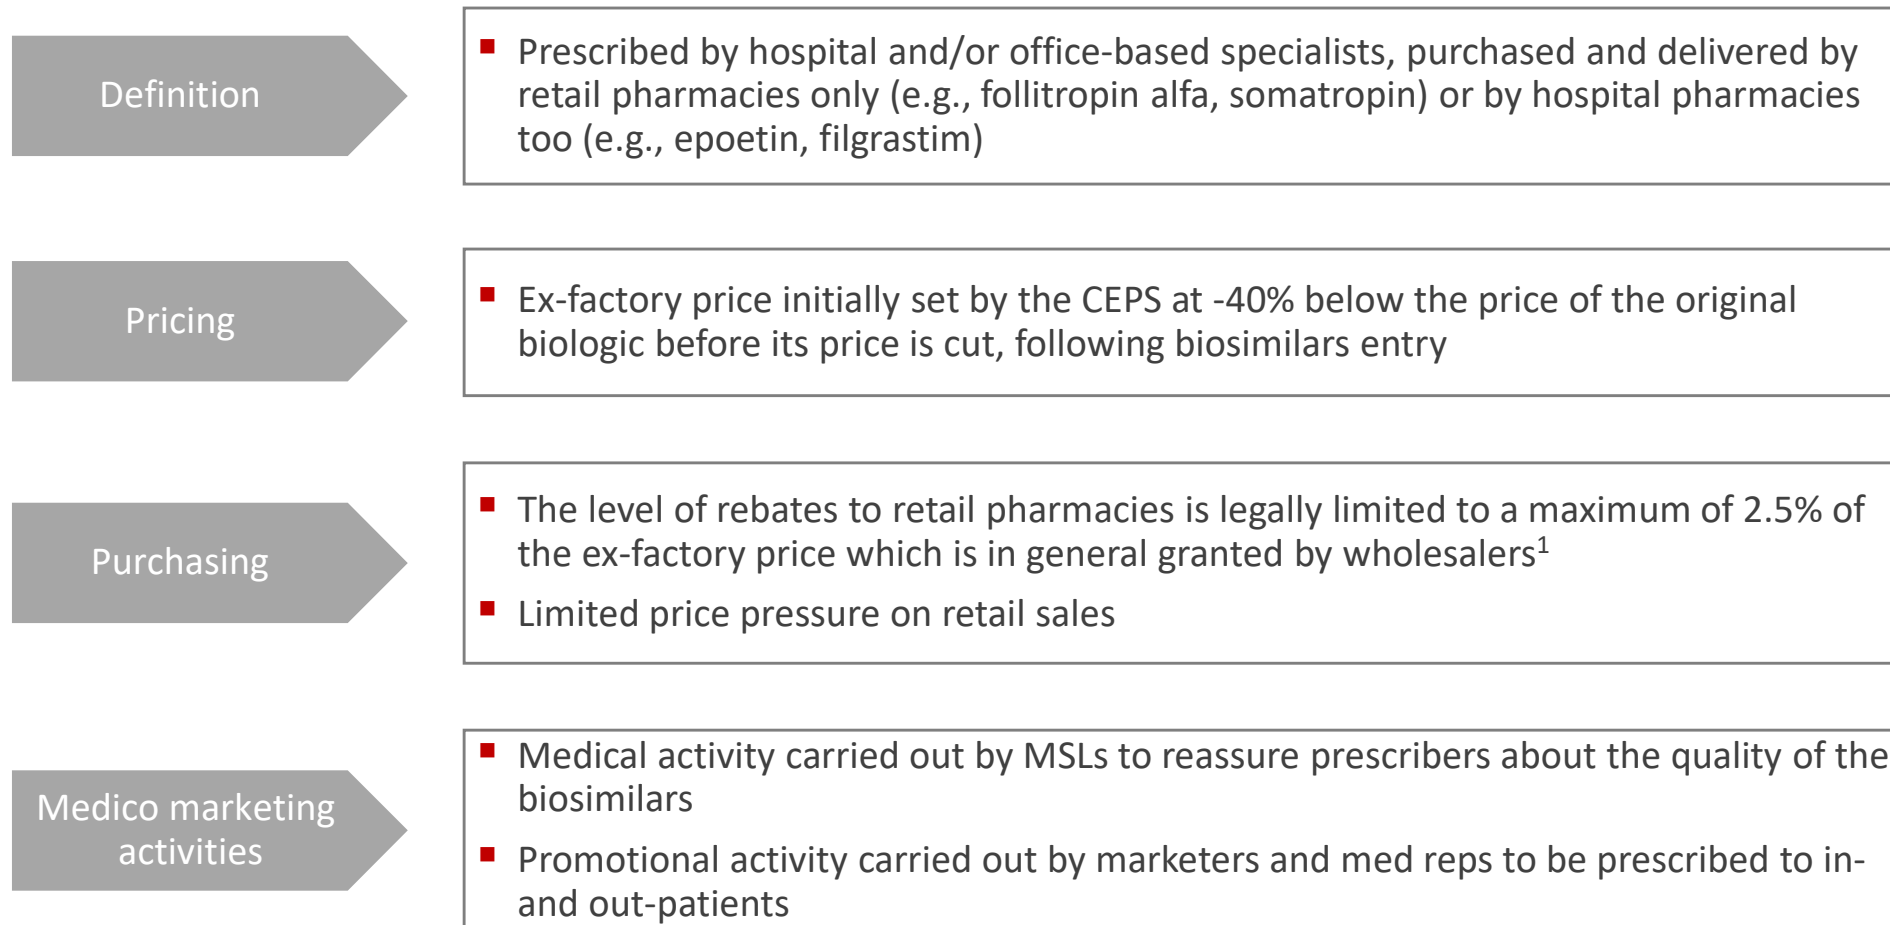 Definition
▪ Prescribed by hospital and/or office-based specialists, purchased and delivered by
retail pharmacies only (e.g., follitropin alfa, somatropin) or by hospital pharmacies
too (e.g., epoetin, filgrastim)
Pricing
▪ Ex-factory price initially set by the CEPS at -40% below the price of the original
biologic before its price is cut, following biosimilars entry
Purchasing
▪ The level of rebates to retail pharmacies is legally limited to a maximum of 2.5% of
the ex-factory price which is in general granted by wholesalers¹
▪ Limited price pressure on retail sales
Medico marketing
activities
▪ Medical activity carried out by MSLs to reassure prescribers about the quality of the
biosimilars
▪ Promotional activity carried out by marketers and med reps to be prescribed to in-
and out-patients